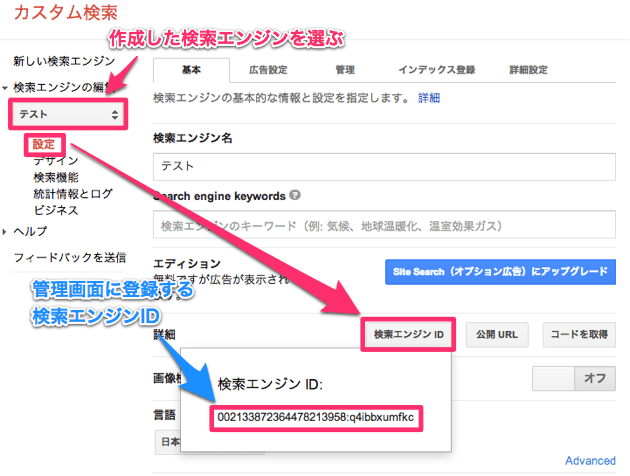 カスタム検索
作成した検索エンジンを選ぶ
新しい検索エンジン
検索エンジンの編集
テスト
設定
デザイン
検索機能
統計情報とログ
ビジネス
ヘルプ
フィードバックを送信
管理画面に登録する
検索エンジンID
基本 広告設定 管理 インデックス登録 詳細設定
検索エンジンの基本的な情報と設定を指定します。 詳細
検索エンジン名
テスト
Search engine keywords ?
検索エンジンのキーワード（例: 気候、地球温暖化、温室効果ガス）
エディション
無料ですが広告が表示され
Site Search（オプション広告）にアップグレード
詳細
検索エンジン ID 公開 URL コードを取得
画像検
オフ
検索エンジン ID:
002133872364478213958:q4ibbxumfkc
言語
日本
Advanced